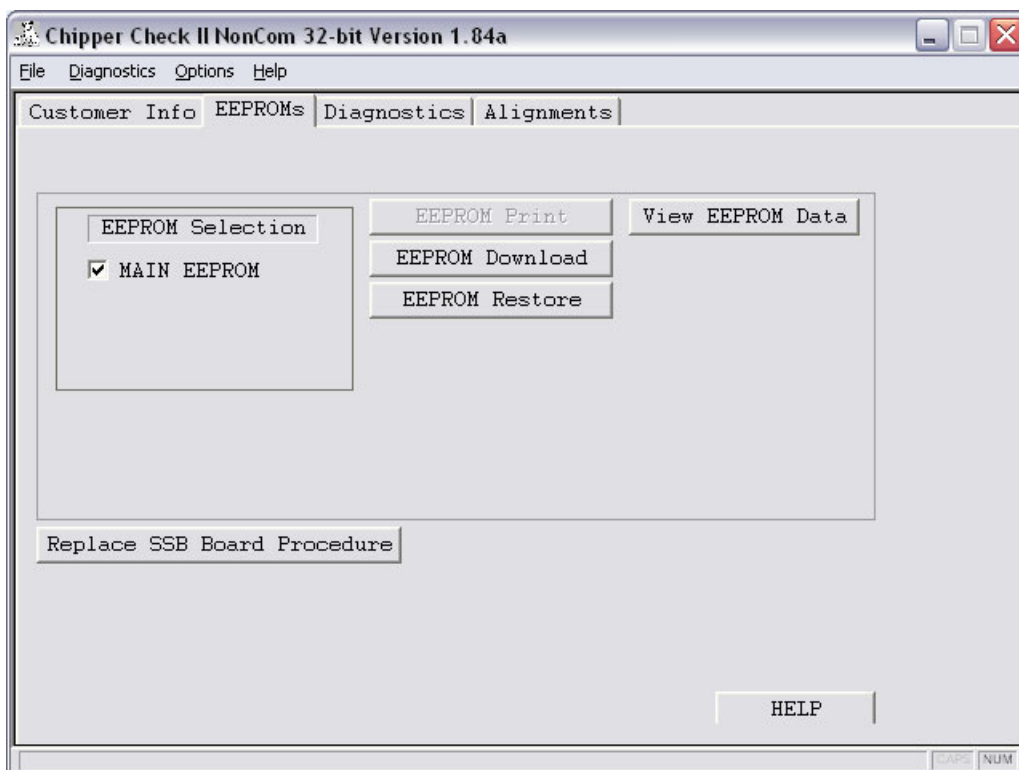 Chipper Check II NonCom 32-bit Version 1.84a
File Diagnostics Options Help
Customer Info EEPROMs Diagnostics Alignments
EEPROM Selection
MAIN EEPROM
EEPROM Print
EEPROM Download
EEPROM Restore
View EEPROM Data
Replace SSB Board Procedure
HELP
CAPS NUM